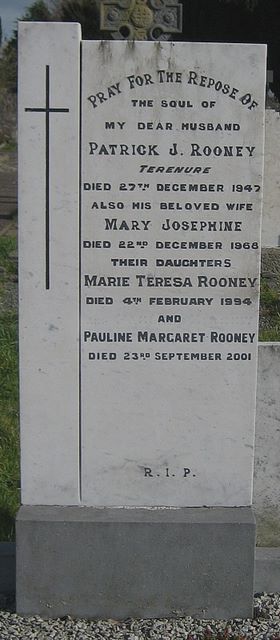 PRAY FOR THE REPOSE OF
THE SOUL OF
MY DEAR HUSBAND
PATRICK J. ROONEY
TERENURE
DIED 27TH DECEMBER 1947
ALSO HIS BELOVED WIFE
MARY JOSEPHINE
DIED 22ND DECEMBER 1968
THEIR DAUGHTERS
MARIE TERESA ROONEY
DIED 4TH FEBRUARY 1994
AND
PAULINE MARGARET ROONEY
DIED 23RD SEPTEMBER 2001
R. I. P.